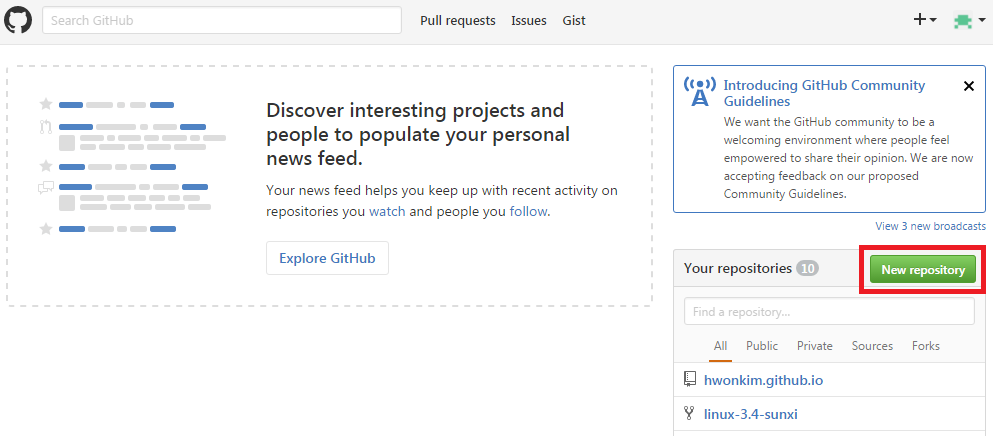 Search GitHub
Pull requests
Issues
Gist
Discover interesting projects and
people to populate your personal
news feed.
Your news feed helps you keep up with recent activity on
repositories you watch and people you follow.
Explore GitHub
Introducing GitHub Community
Guidelines
We want the GitHub community to be a
welcoming environment where people feel
empowered to share their opinion. We are now
accepting feedback on our proposed
Community Guidelines.
View 3 new broadcasts
Your repositories 10
New repository
Find a repository...
All
Public
Private
Sources
Forks
hwonkim.github.io
linux-3.4-sunxi